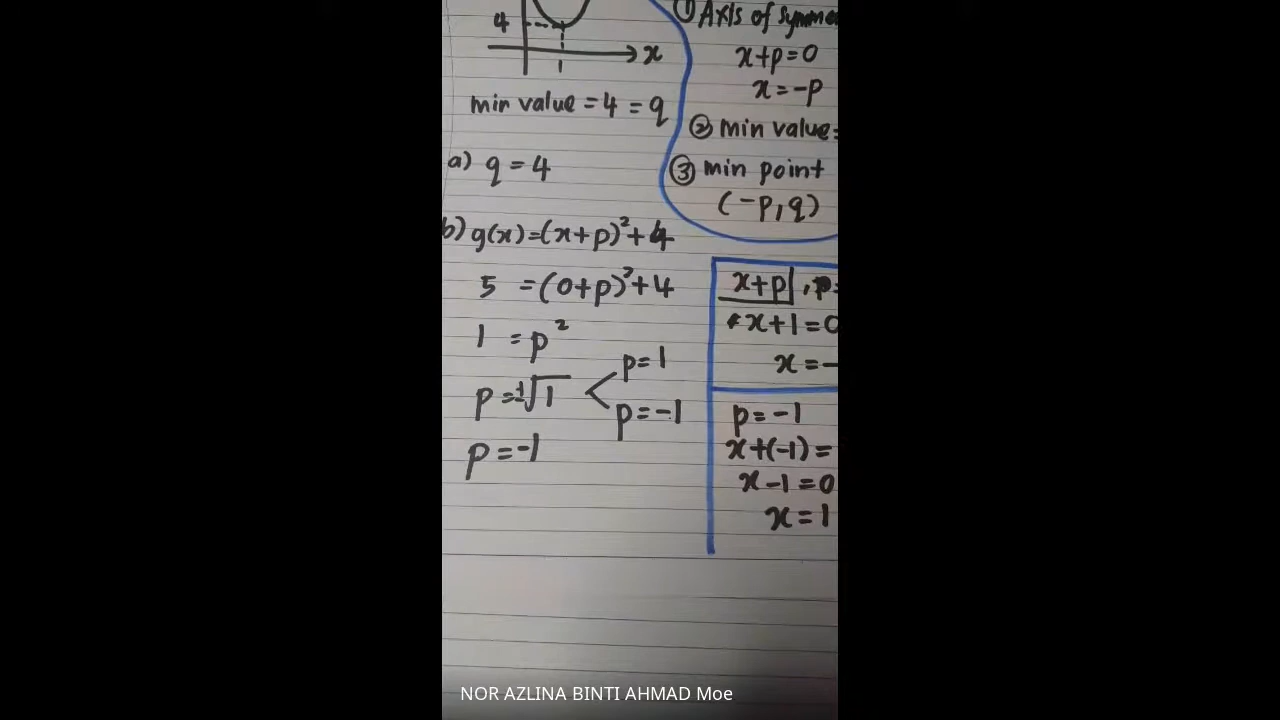 4
x
1
min value = 4 = q
a) q = 4
b) g(x)=(x+p)²+4
5 =(0+p)²+4
1 = p²
p=±√1
p=1
p=-1
p=-1
① Axis of symme
x+p=0
x=-p
② min value=
③ min point
(-p,q)
x+p , p=
x+1=0
x=-
p=-1
x+(-1)=
x-1=0
x=1
NOR AZLINA BINTI AHMAD Moe